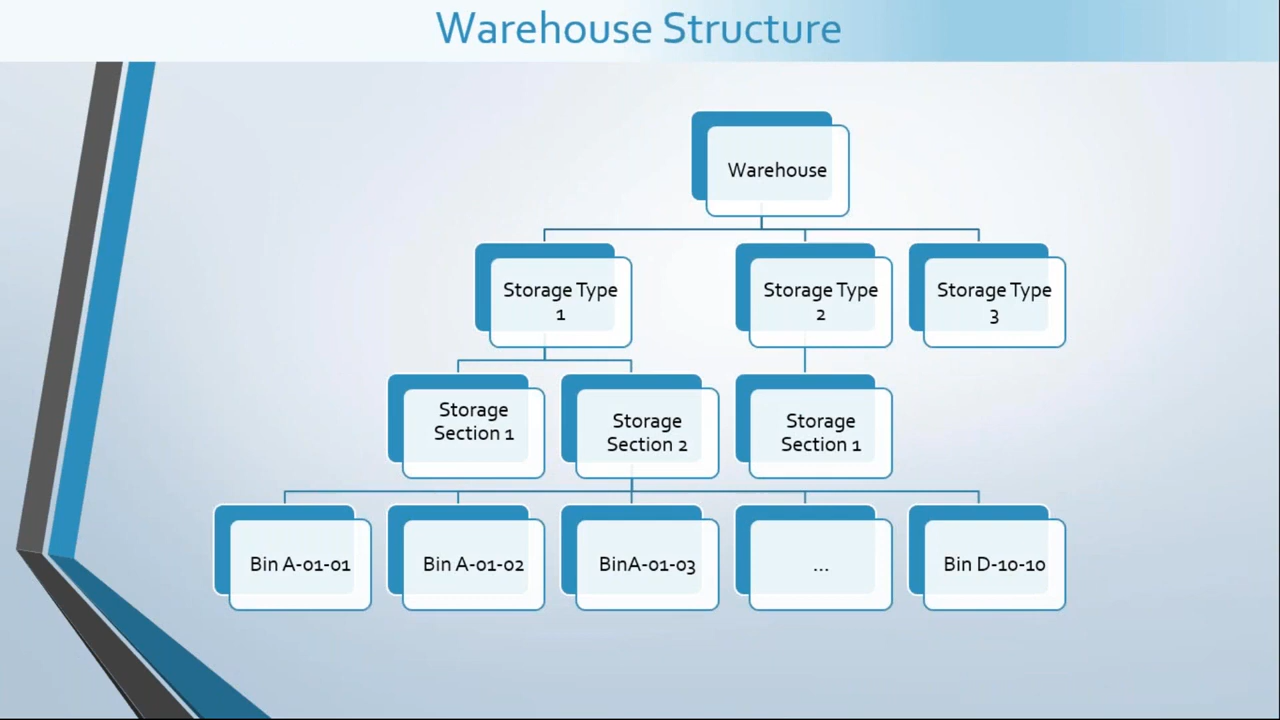 Warehouse Structure
Warehouse
Storage Type
1
Storage Type
2
Storage Type
3
Storage
Section 1
Storage
Section 2
Storage
Section 1
Bin A-01-01
Bin A-01-02
BinA-01-03
...
Bin D-10-10